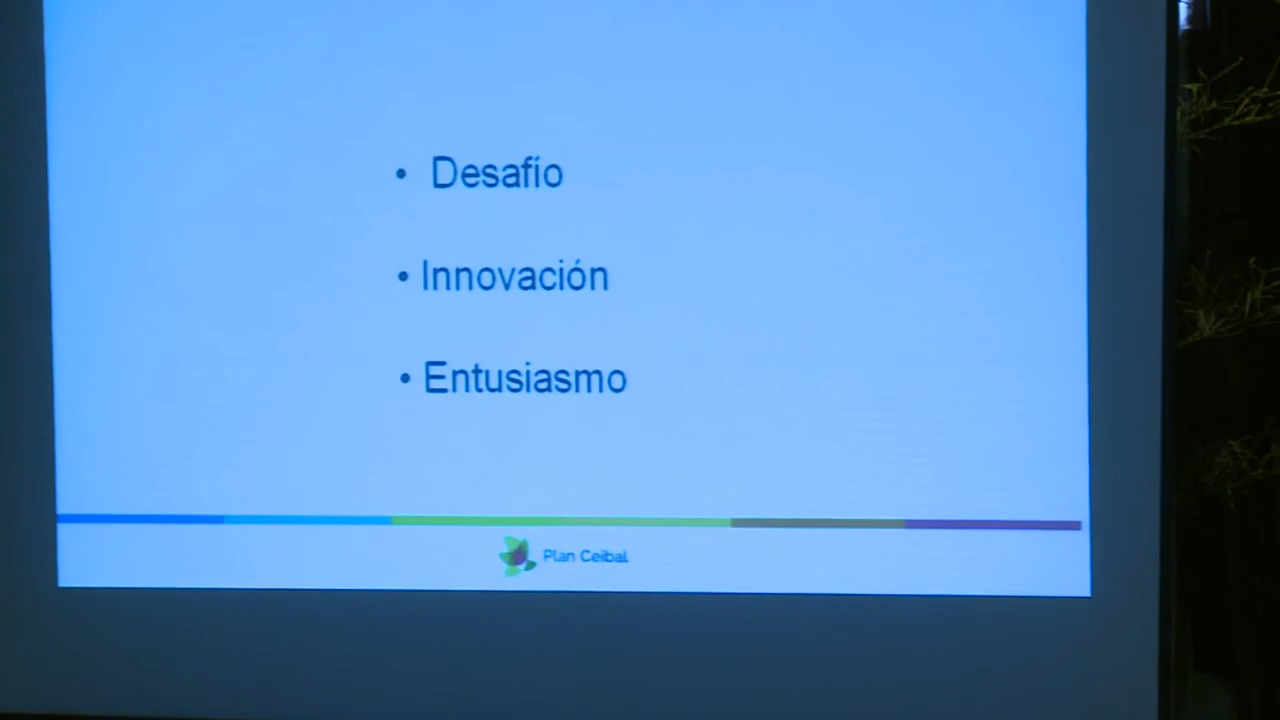 • Desafío
• Innovación
• Entusiasmo
Plan Ceibal